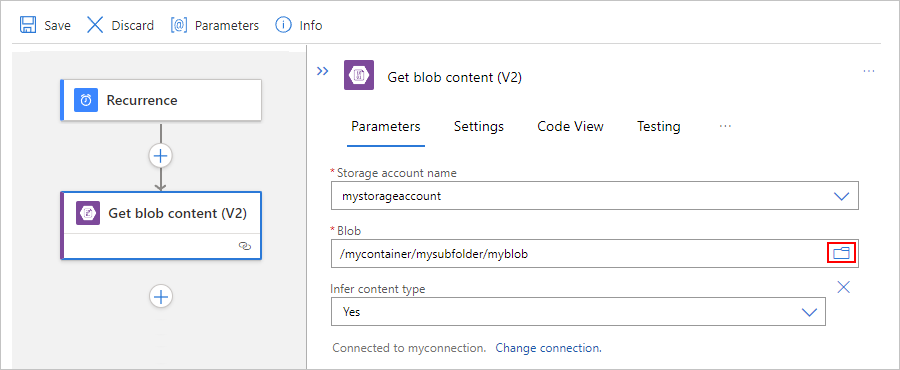 Save Discard [@] Parameters Info
Recurrence
Get blob content (V2)
Get blob content (V2)
Parameters Settings Code View Testing ...
* Storage account name
mystorageaccount
* Blob
/mycontainer/mysubfolder/myblob
Infer content type
Yes
Connected to myconnection. Change connection.